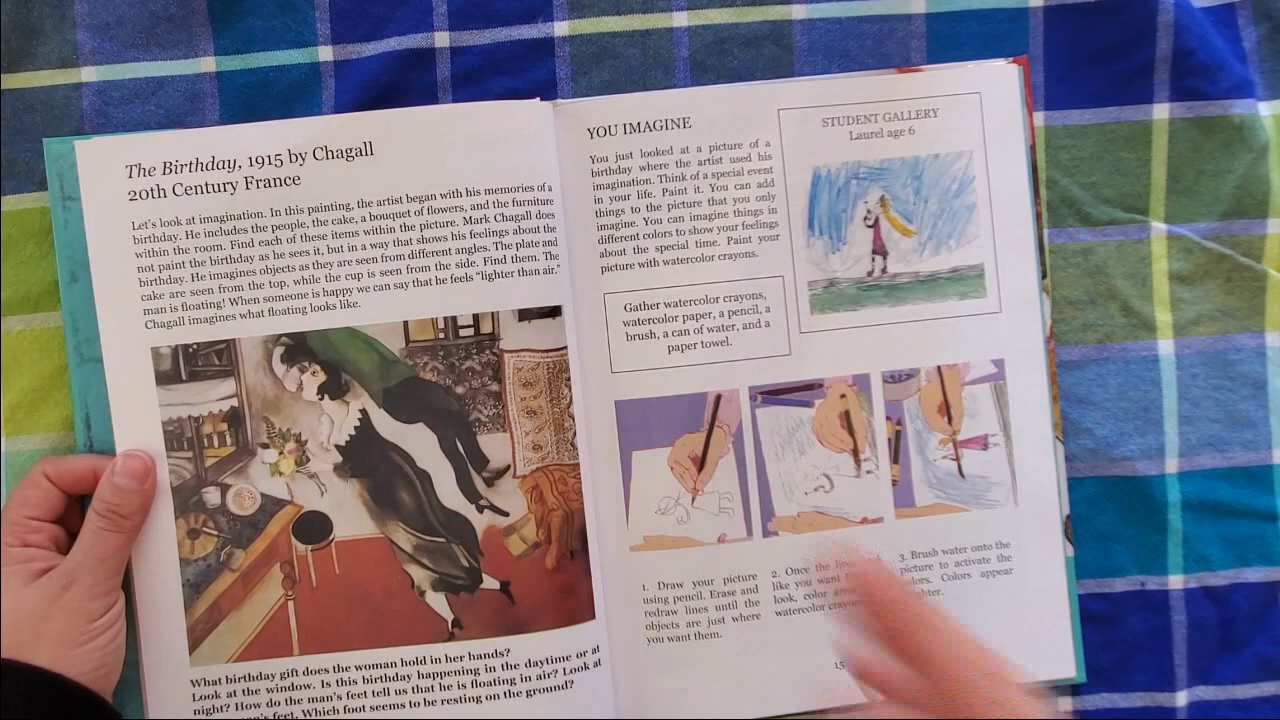 The Birthday, 1915 by Chagall
20th Century France
Let's look at imagination. In this painting, the artist began with his memories of a
birthday. He includes the people, the cake, a bouquet of flowers, and the furniture
within the room. Find each of these items within the picture. Mark Chagall does
not paint the birthday as he sees it, but in a way that shows his feelings about the
birthday. He imagines objects as they are seen from different angles. The plate and
cake are seen from the top, while the cup is seen from the side. Find them. The
man is floating! When someone is happy we can say that he feels "lighter than air."
Chagall imagines what floating looks like.
What birthday gift does the woman hold in her hands?
Look at the window. Is this birthday happening in the daytime or at
night? How do the man's feet tell us that he is floating in air? Look at
man's feet. Which foot seems to be resting on the ground?
YOU IMAGINE
You just looked at a picture of a
birthday where the artist used his
imagination. Think of a special event
in your life. Paint it. You can add
things to the picture that you only
imagine. You can imagine things in
different colors to show your feelings
about the special time. Paint your
picture with watercolor crayons.
Gather watercolor crayons,
watercolor paper, a pencil, a
brush, a can of water, and a
paper towel.
STUDENT GALLERY
Laurel age 6
1. Draw your picture
using pencil. Erase and
redraw lines until the
objects are just where
you want them.
2. Once the
like you want
look, color
watercolor
3. Brush water onto the
picture to activate the
Colors appear
15